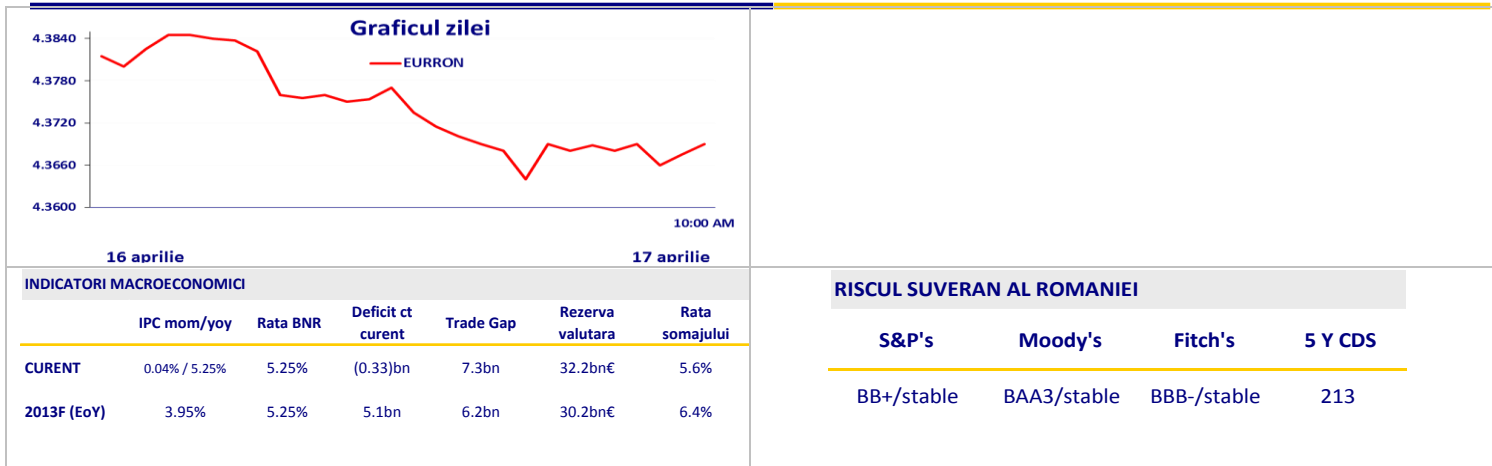 Graficul zilei
EURRON
4.3840
4.3780
4.3720
4.3660
4.3600
10:00 AM
16 aprilie
17 aprilie
INDICATORI MACROECONOMICI
IPC mom/yoy Rata BNR Deficit ct curent Trade Gap Rezerva valutara Rata somajului
CURENT 0.04% / 5.25% 5.25% (0.33)bn 7.3bn 32.2bn€ 5.6%
2013F (EoY) 3.95% 5.25% 5.1bn 6.2bn 30.2bn€ 6.4%
RISCUL SUVERAN AL ROMANIEI
S&P's Moody's Fitch's 5 Y CDS
BB+/stable BAA3/stable BBB-/stable 213